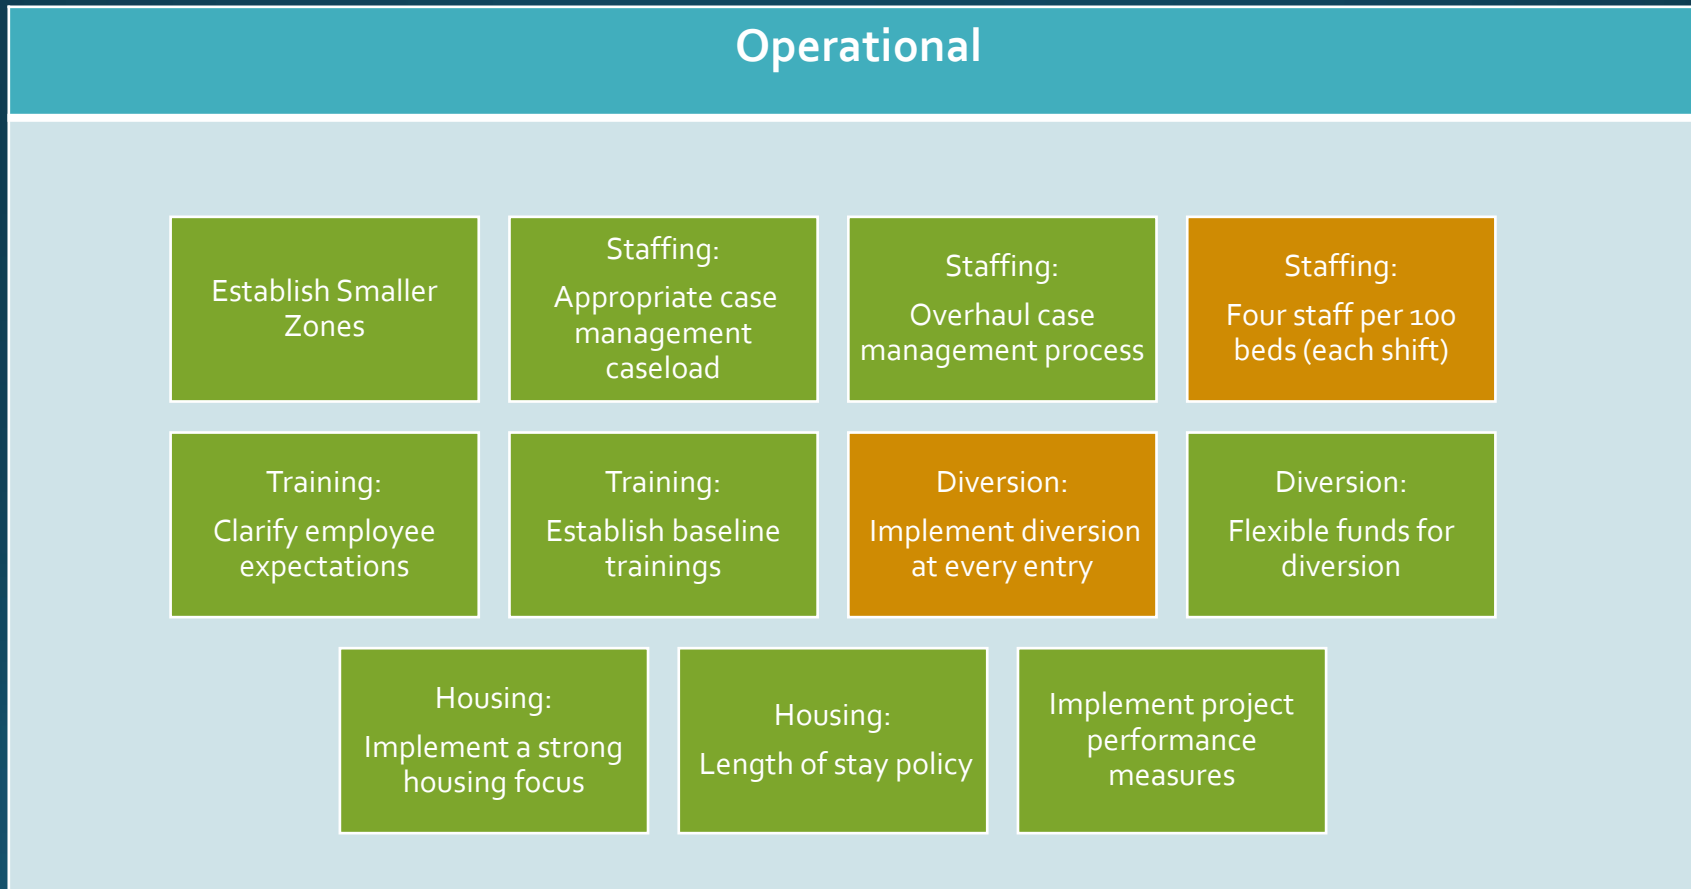 Operational
Establish Smaller
Zones
Staffing:
Appropriate case
management
caseload
Staffing:
Overhaul case
management process
Staffing:
Four staff per 100
beds (each shift)
Training:
Clarify employee
expectations
Training:
Establish baseline
trainings
Diversion:
Implement diversion
at every entry
Diversion:
Flexible funds for
diversion
Housing:
Implement a strong
housing focus
Housing:
Length of stay policy
Implement project
performance
measures